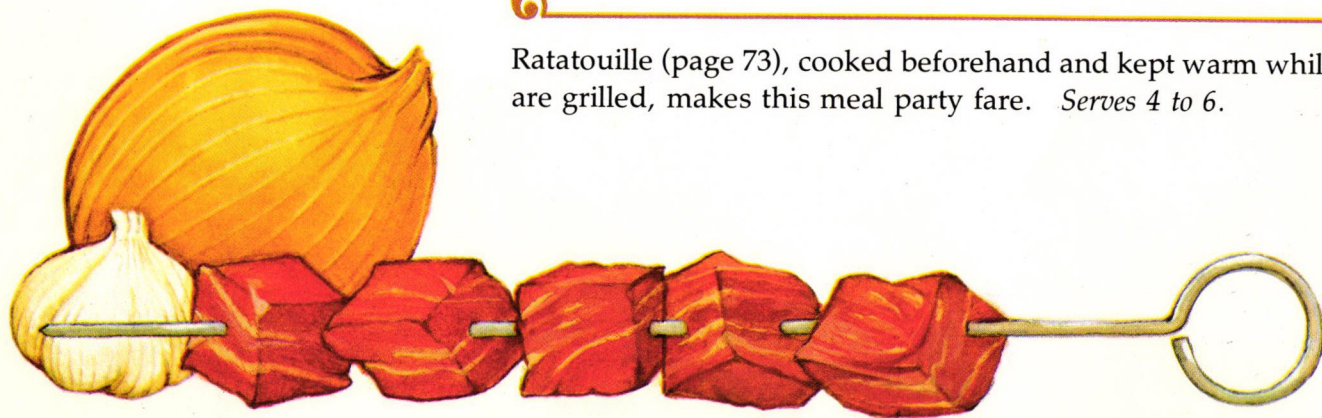 Ratatouille (page 73), cooked beforehand and kept warm
are grilled, makes this meal party fare. Serves 4 to 6.